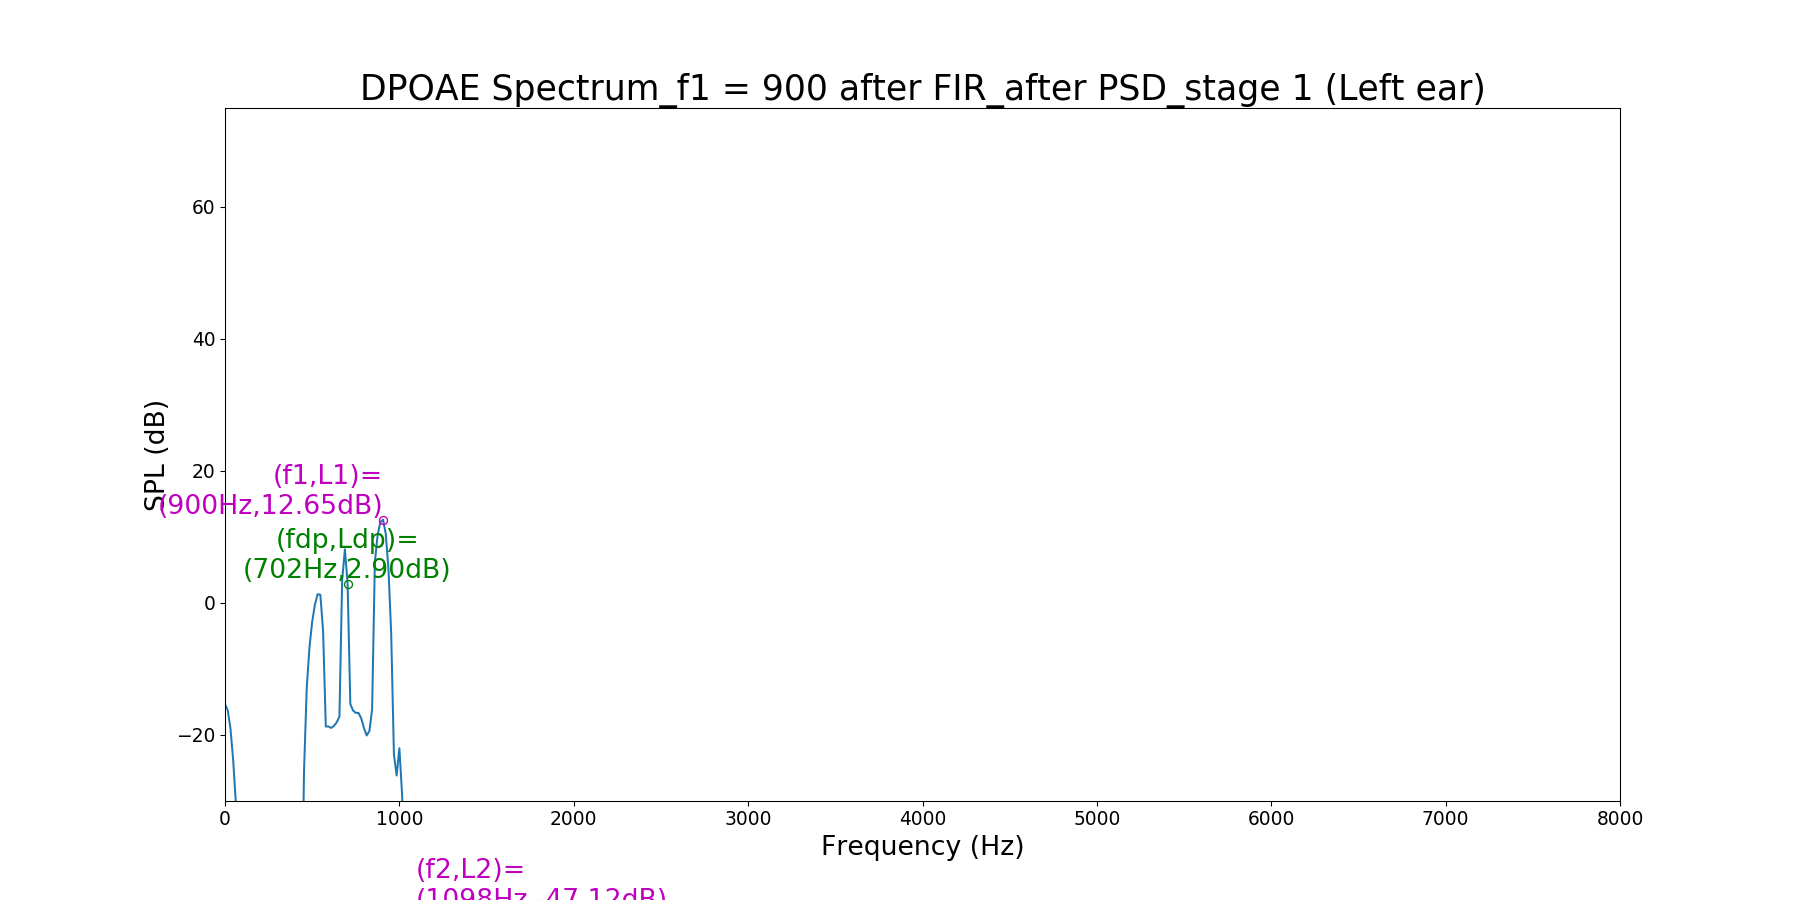 DPOAE Spectrum_f1 = 900 after FIR_after PSD_stage 1 (Left ear)
60
40
20
0
−20
SPL (dB)
(f1,L1)=
(900Hz,12.65dB)
(fdp,Ldp)=
(702Hz,2.90dB)
0 1000 2000 3000 4000 5000 6000 7000 8000
Frequency (Hz)
(f2,L2)=
(1098Hz,-47.12dB)